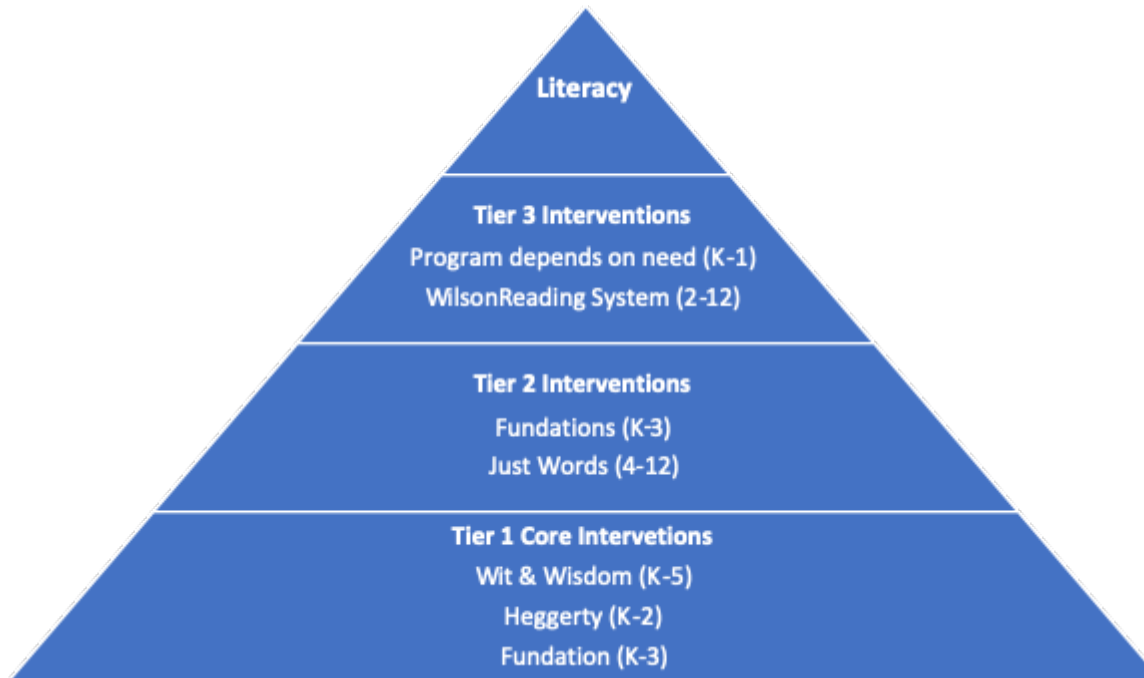 Literacy
Tier 3 Interventions
Program depends on need (K-1)
WilsonReading System (2-12)
Tier 2 Interventions
Fundations (K-3)
Just Words (4-12)
Tier 1 Core Intervetions
Wit & Wisdom (K-5)
Heggerty (K-2)
Fundation (K-3)